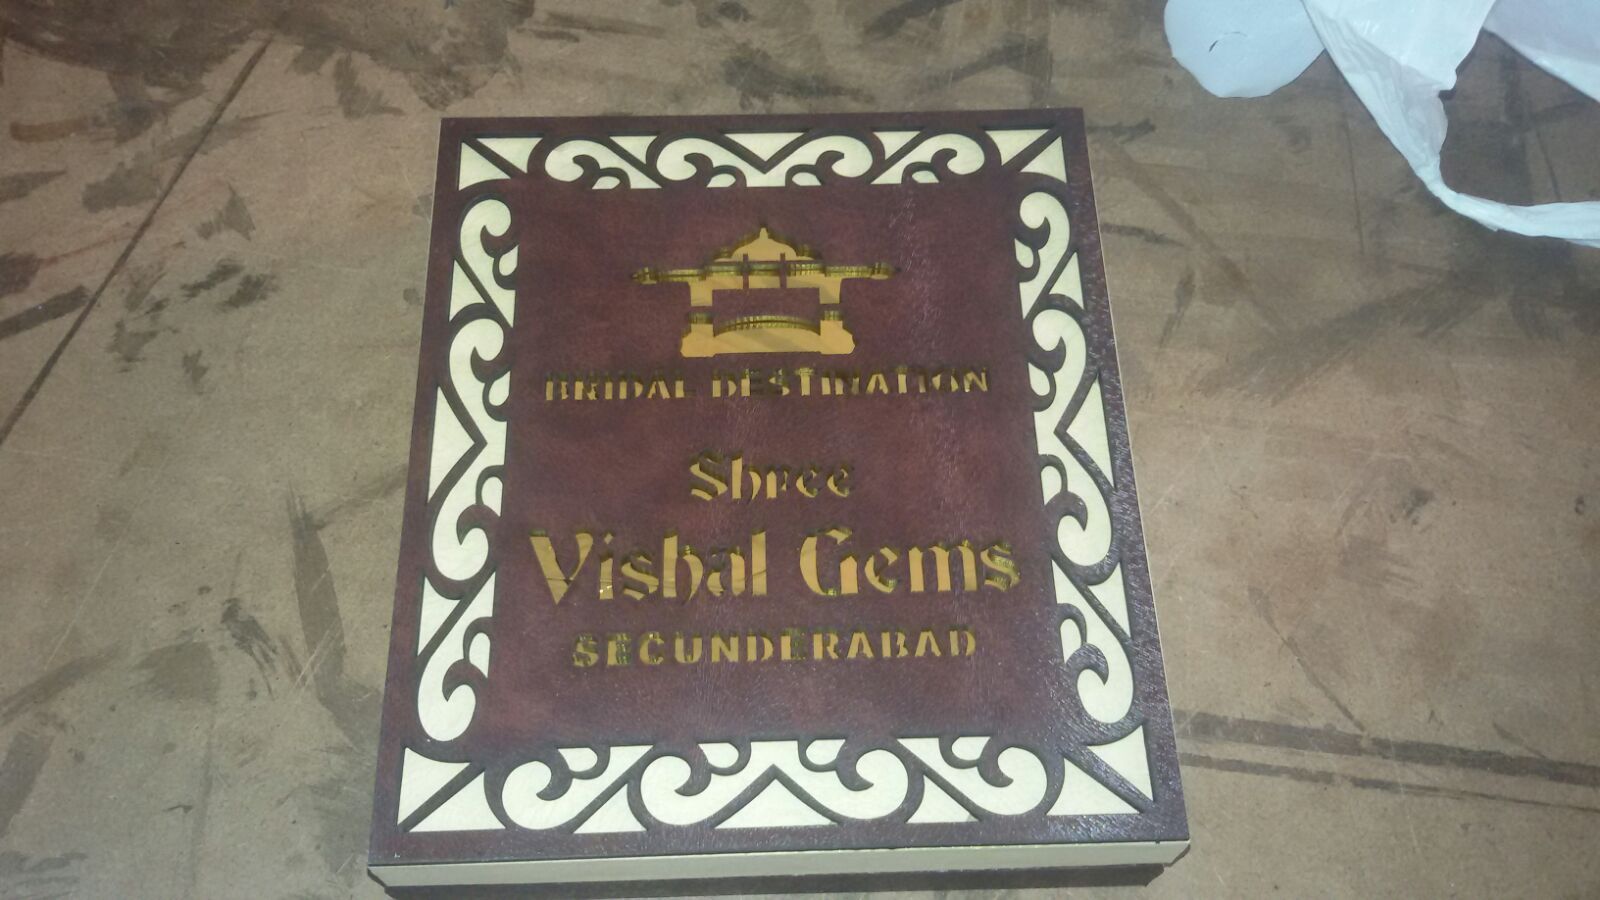 BRIDAL DESTINATION
Shree
Vishal Gems
SECUNDERABAD